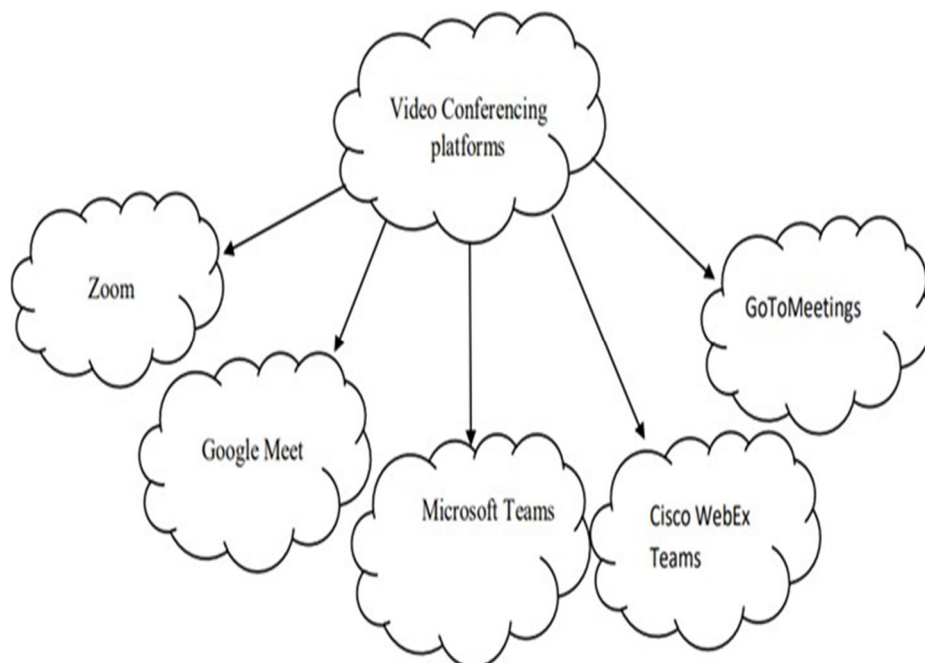 Video Conferencing
platforms
Zoom
GoToMeetings
Google Meet
Microsoft Teams
Cisco WebEx
Teams